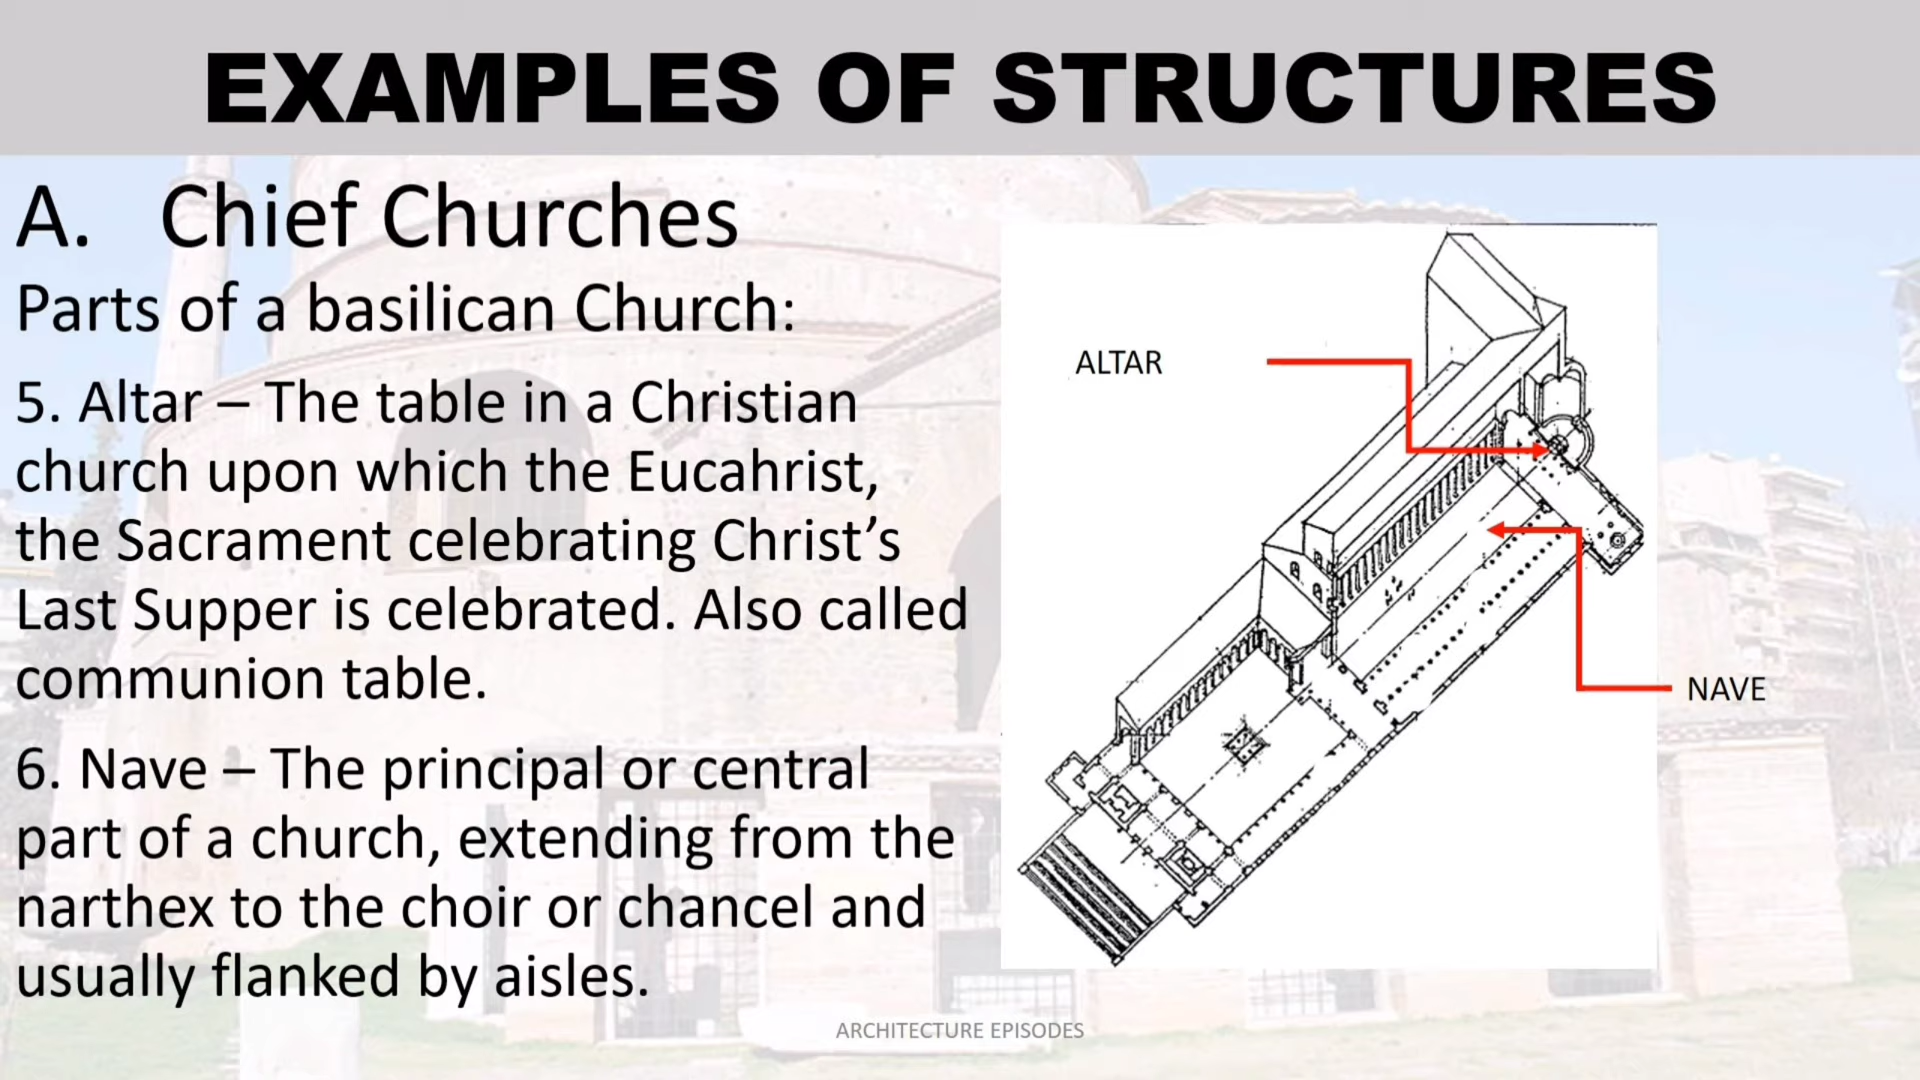 EXAMPLES OF STRUCTURES
A. Chief Churches
Parts of a basilican Church:
5. Altar – The table in a Christian
church upon which the Eucahrist,
the Sacrament celebrating Christ’s
Last Supper is celebrated. Also called
communion table.
6. Nave – The principal or central
part of a church, extending from the
narthex to the choir or chancel and
usually flanked by aisles.
ALTAR
NAVE
ARCHITECTURE EPISODES